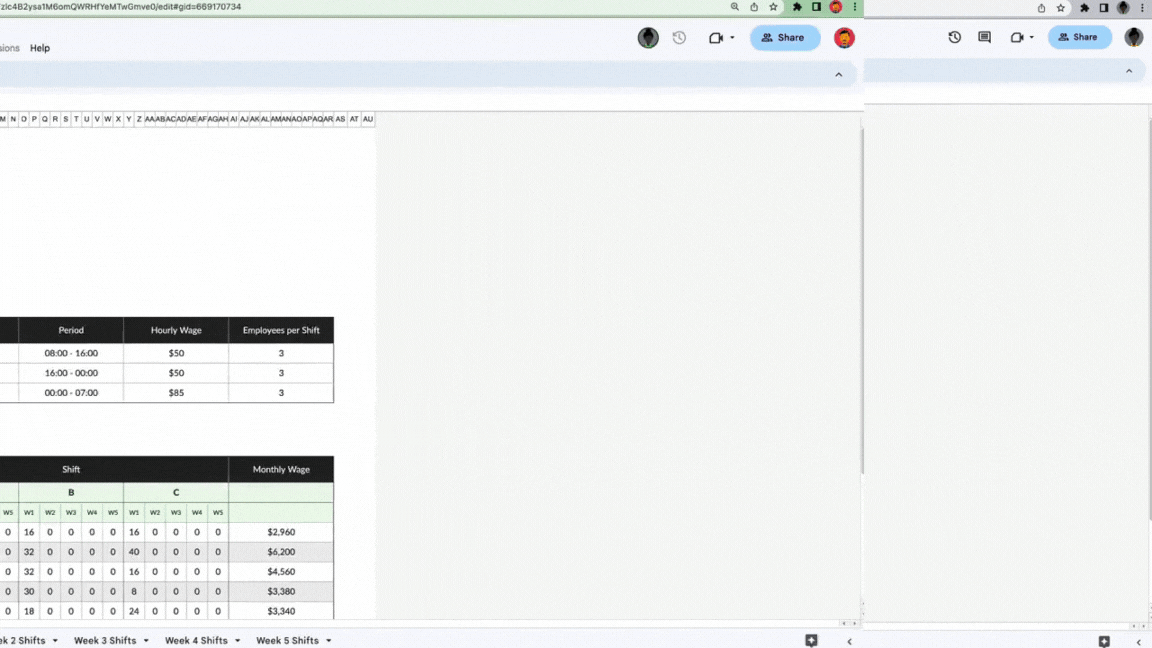 zlc4B2ysa1M6omQWRHfYeMTwGmve0/edit#gid=669170734
sions Help
Share
Share
M N O P Q R S T U V W X Y Z AA AB AC AD AE AF AG AH AI AJ AK AL AM AN AO AP AQ AR AS AT AU
Period Hourly Wage Employees per Shift
08:00 - 16:00 $50 3
16:00 - 00:00 $50 3
00:00 - 07:00 $85 3
Shift Monthly Wage
B C
W5 W1 W2 W3 W4 W5 W1 W2 W3 W4 W5
0 16 0 0 0 0 16 0 0 0 0 $2,960
0 32 0 0 0 0 40 0 0 0 0 $6,200
0 32 0 0 0 0 16 0 0 0 0 $4,560
0 30 0 0 0 0 8 0 0 0 0 $3,380
0 18 0 0 0 0 24 0 0 0 0 $3,340
ek 2 Shifts Week 3 Shifts Week 4 Shifts Week 5 Shifts